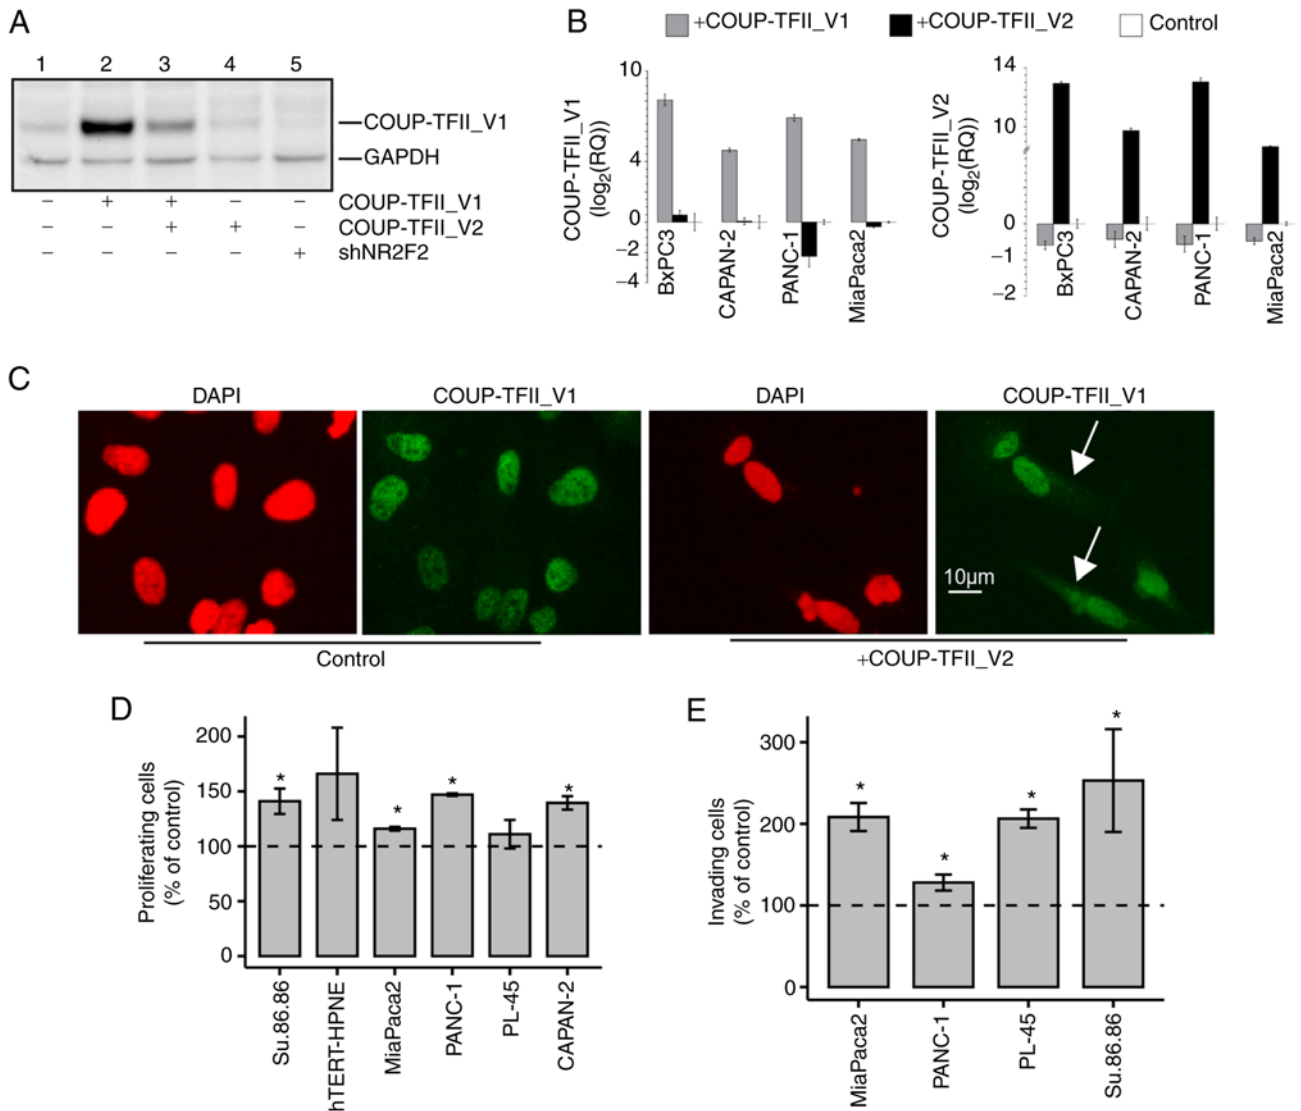 A
1 2 3 4 5
COUP-TFII_V1
GAPDH
– + + – – COUP-TFII_V1
– – + + – COUP-TFII_V2
– – – – + shNR2F2
B
+COUP-TFII_V1 +COUP-TFII_V2 Control
COUP-TFII_V1
(log2(RQ))
10
4
0
–2
–4
BxPC3
CAPAN-2
PANC-1
MiaPaca2
COUP-TFII_V2
(log2(RQ))
14
10
0
–1
–2
BxPC3
CAPAN-2
PANC-1
MiaPaca2
C
DAPI COUP-TFII_V1 DAPI COUP-TFII_V1
10µm
Control +COUP-TFII_V2
D
Proliferating cells
(% of control)
200
150
100
50
0
* * * *
Su.86.86
hTERT-HPNE
MiaPaca2
PANC-1
PL-45
CAPAN-2
E
Invading cells
(% of control)
300
200
100
0
* * * *
MiaPaca2
PANC-1
PL-45
Su.86.86